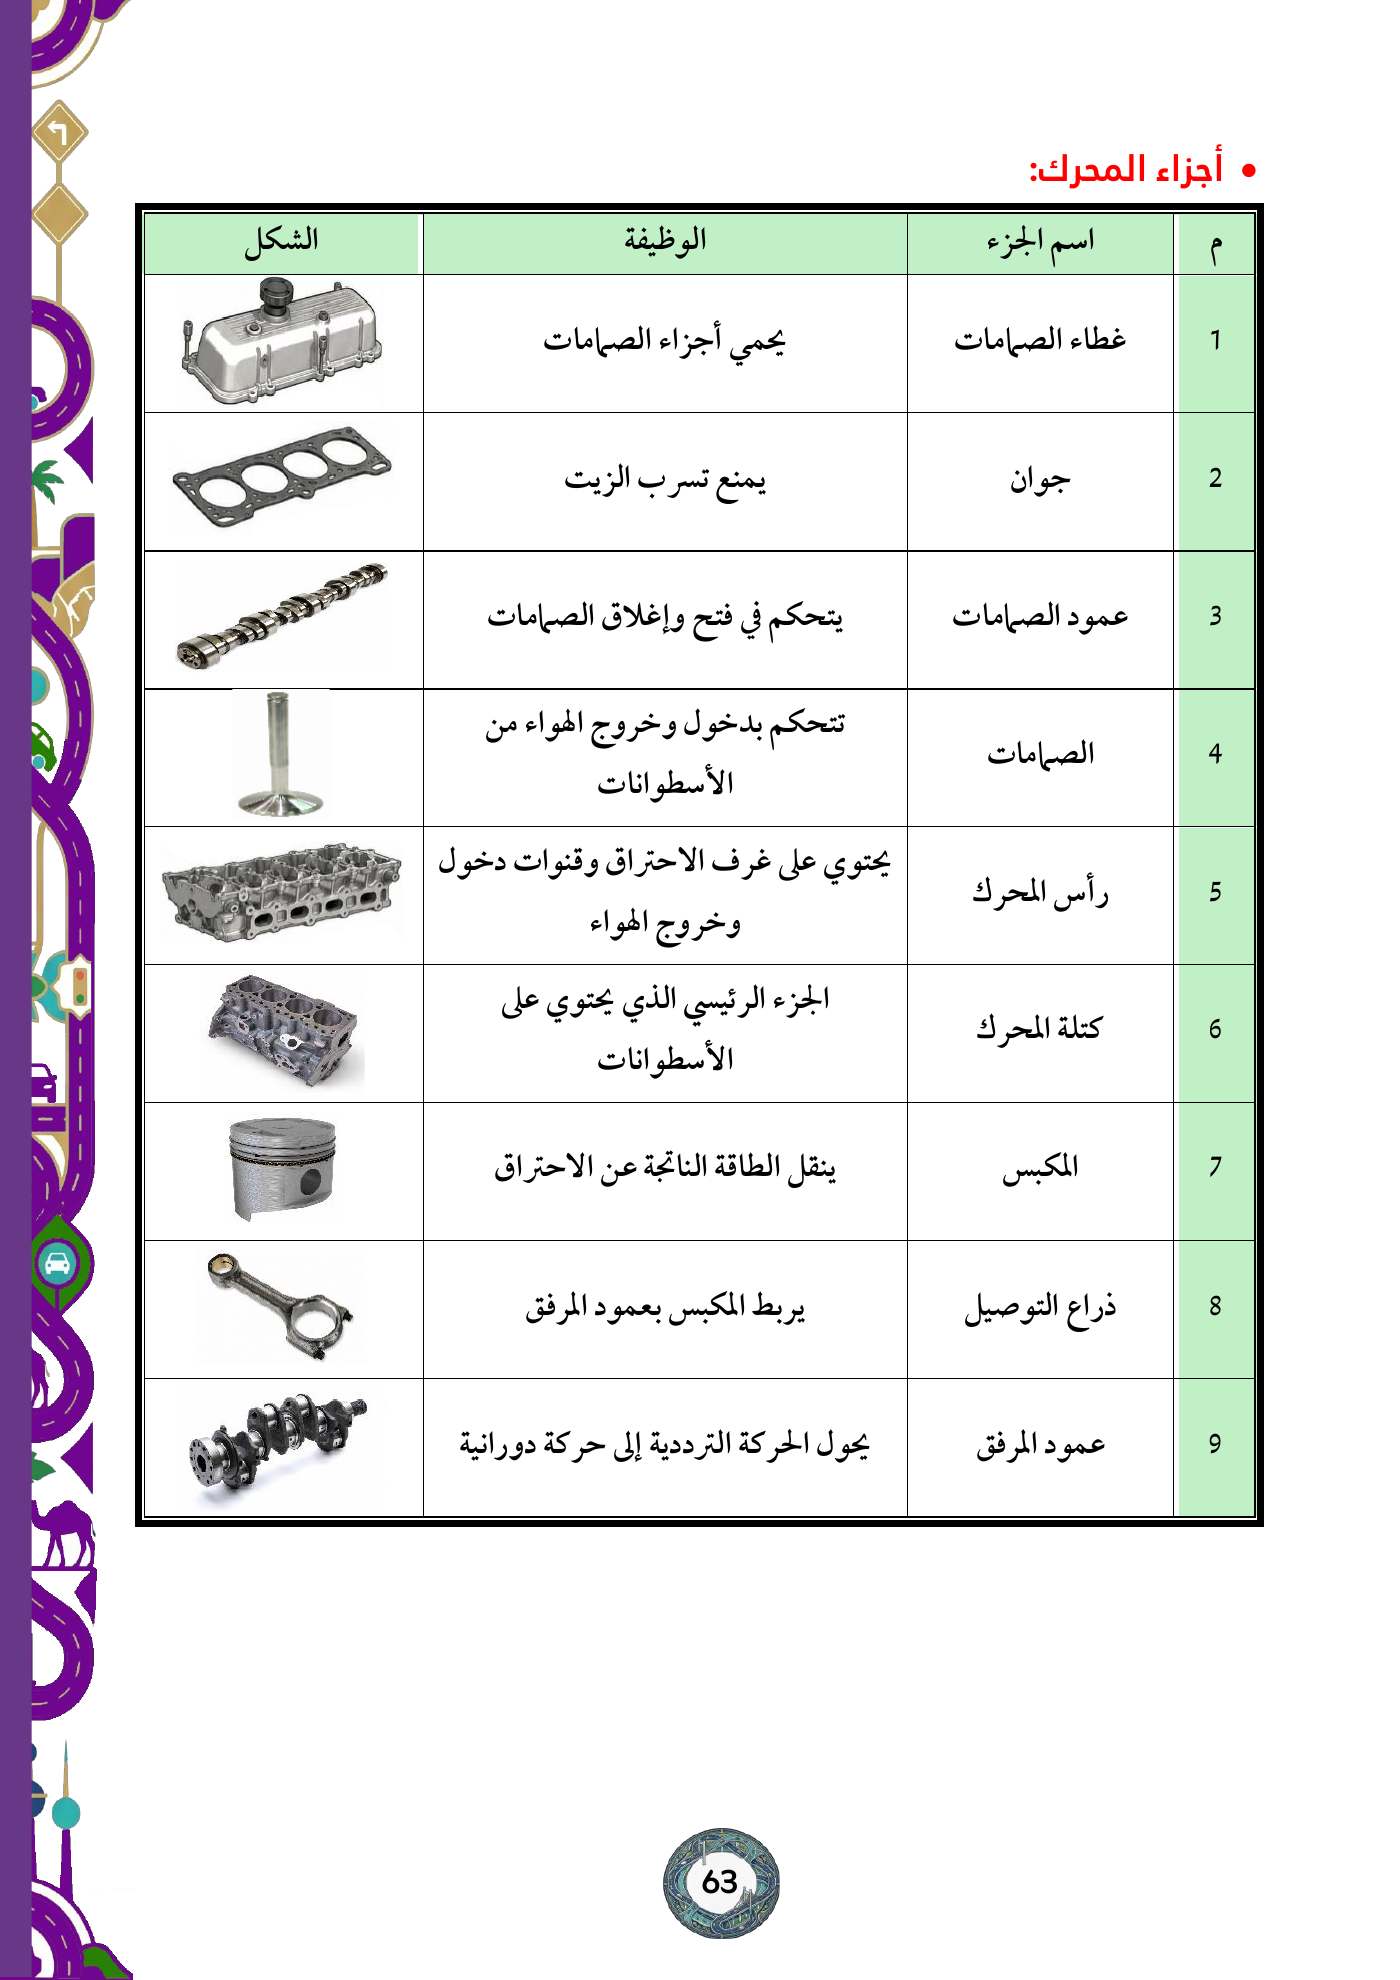 • أجزاء المحرك:
م اسم الجزء الوظيفة الشكل
1 غطاء الصمامات يحمي أجزاء الصمامات
2 جوان يمنع تسرب الزيت
3 عمود الصمامات يتحكم في فتح وإغلاق الصمامات
4 الصمامات تتحكم بدخول وخروج الهواء من
الأسطوانات
5 رأس المحرك يحتوي على غرف الاحتراق وقنوات دخول
وخروج الهواء
6 كتلة المحرك الجزء الرئيسي الذي يحتوي على
الأسطوانات
7 المكبس ينقل الطاقة الناتجة عن الاحتراق
8 ذراع التوصيل يربط المكبس بعمود المرفق
9 عمود المرفق يحول الحركة الترددية إلى حركة دورانية
63